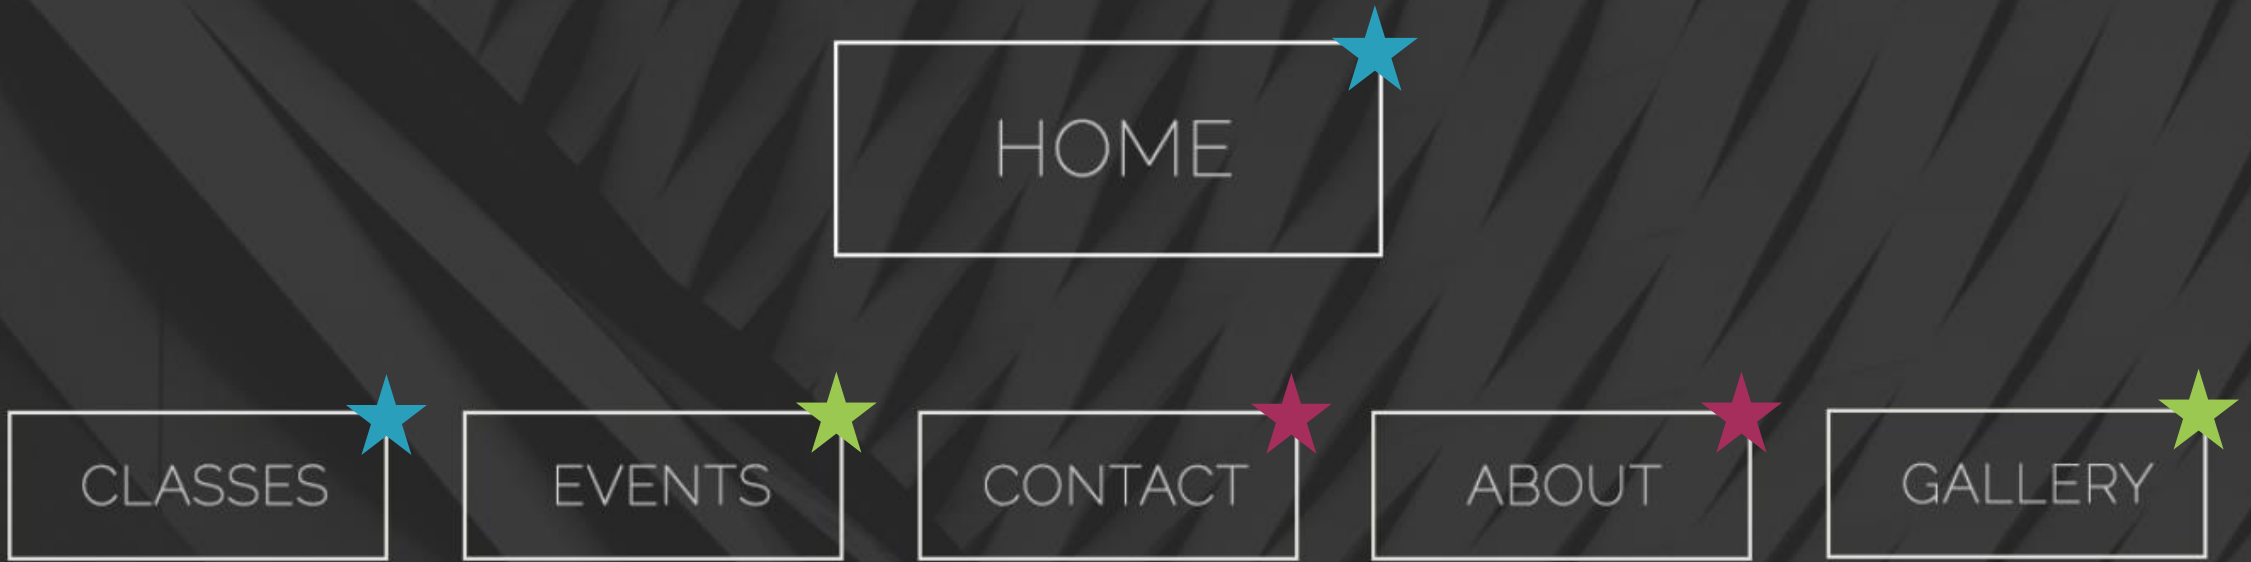 HOME
CLASSES
EVENTS
CONTACT
ABOUT
GALLERY